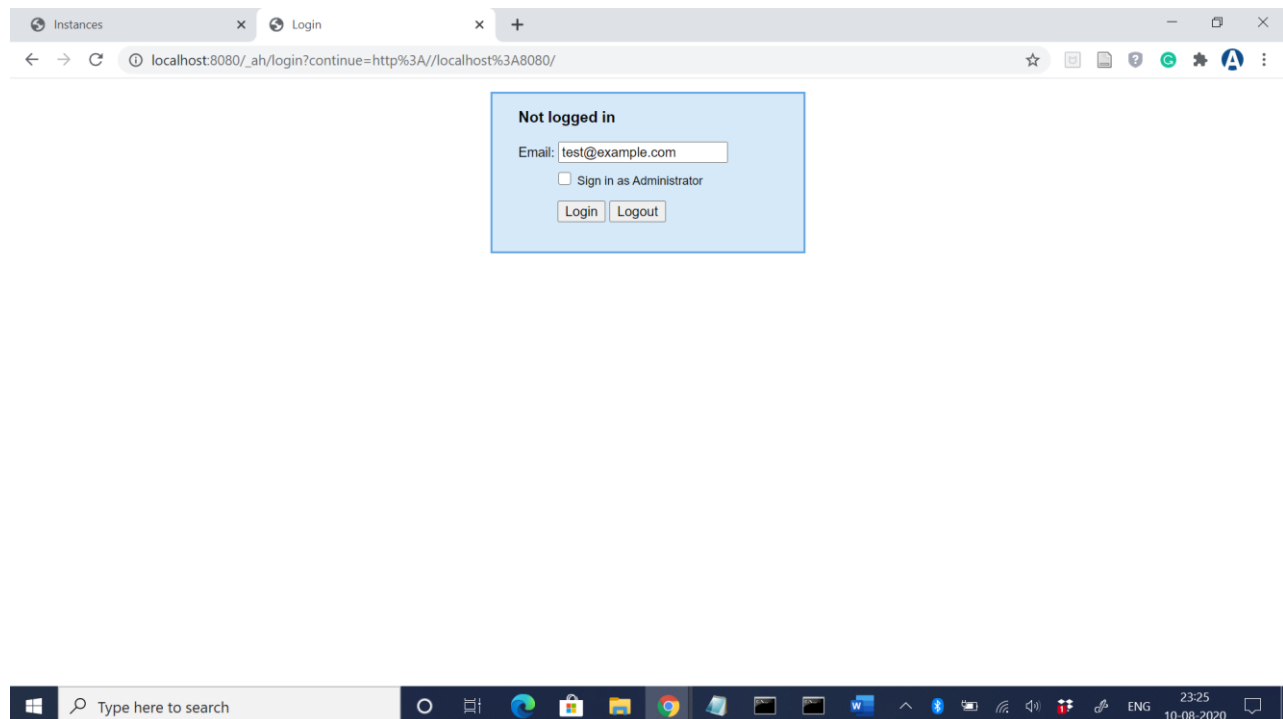 Instances
Login
localhost:8080/_ah/login?continue=http%3A//localhost%3A8080/
Not logged in
Email: test@example.com
Sign in as Administrator
Login Logout
Type here to search
ENG
23:25
10-08-2020